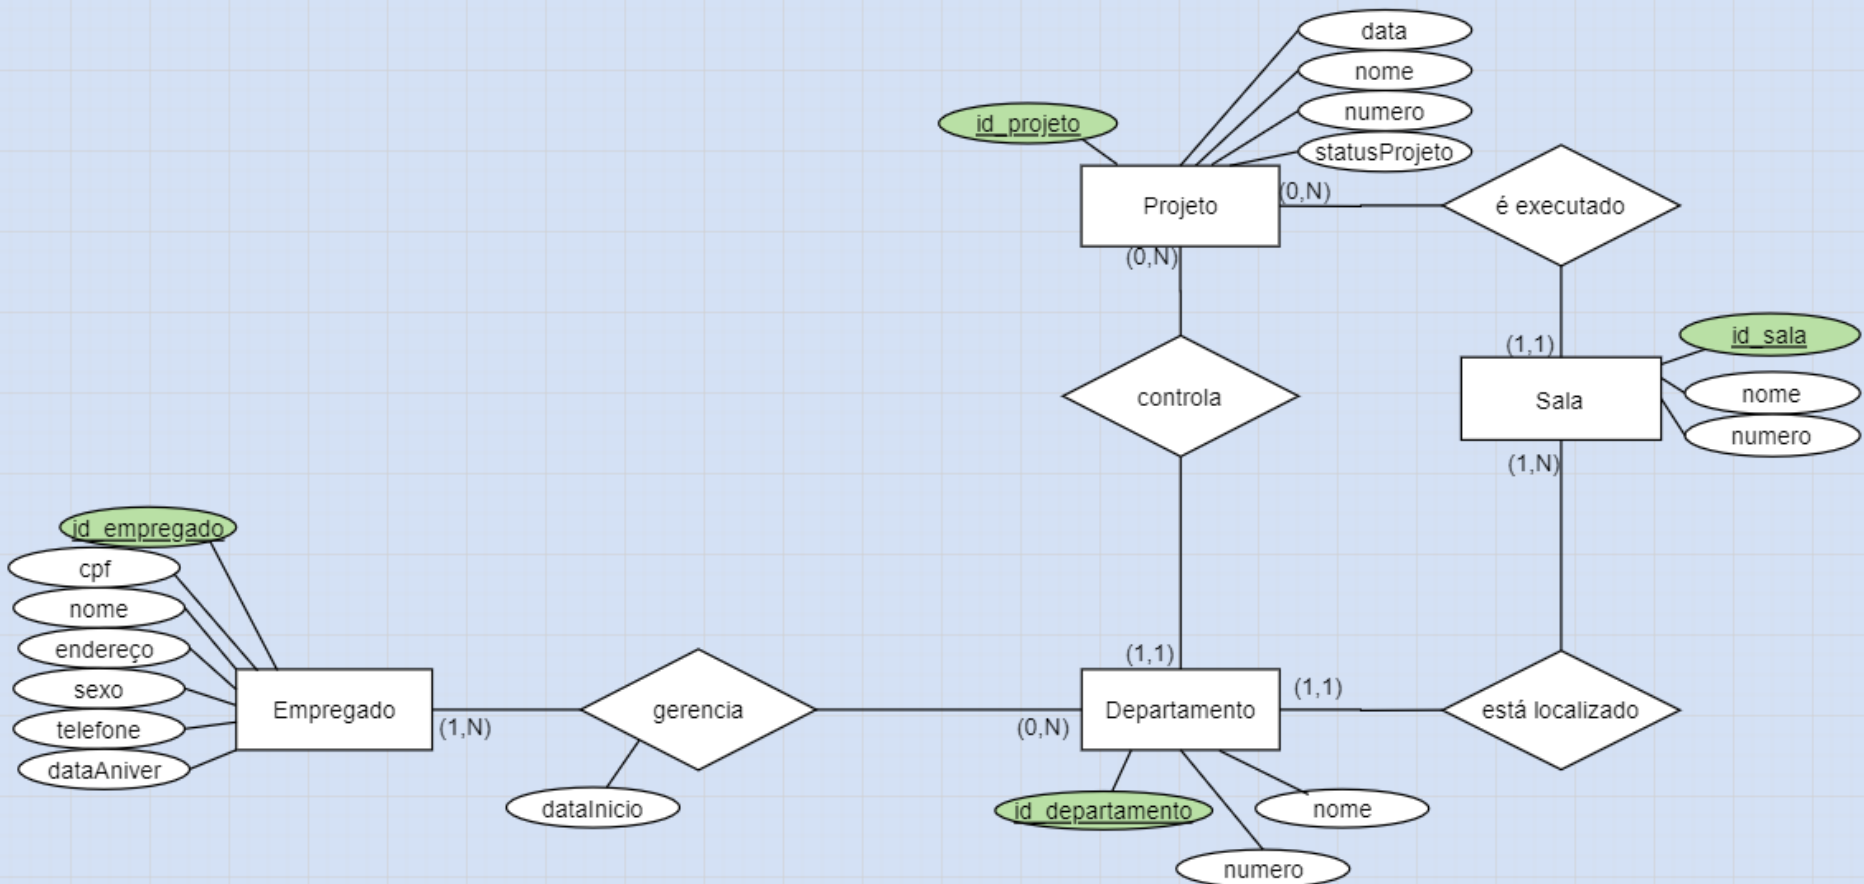 data
nome
numero
statusProjeto
id_projeto
Projeto
(0,N)
é executado
(0,N)
controla
(1,1)
id_sala
nome
numero
Sala
(1,N)
id_empregado
cpf
nome
endereço
sexo
telefone
dataAniver
Empregado
(1,N)
gerencia
dataInicio
(0,N)
(1,1)
Departamento
(1,1)
está localizado
id_departamento
nome
numero